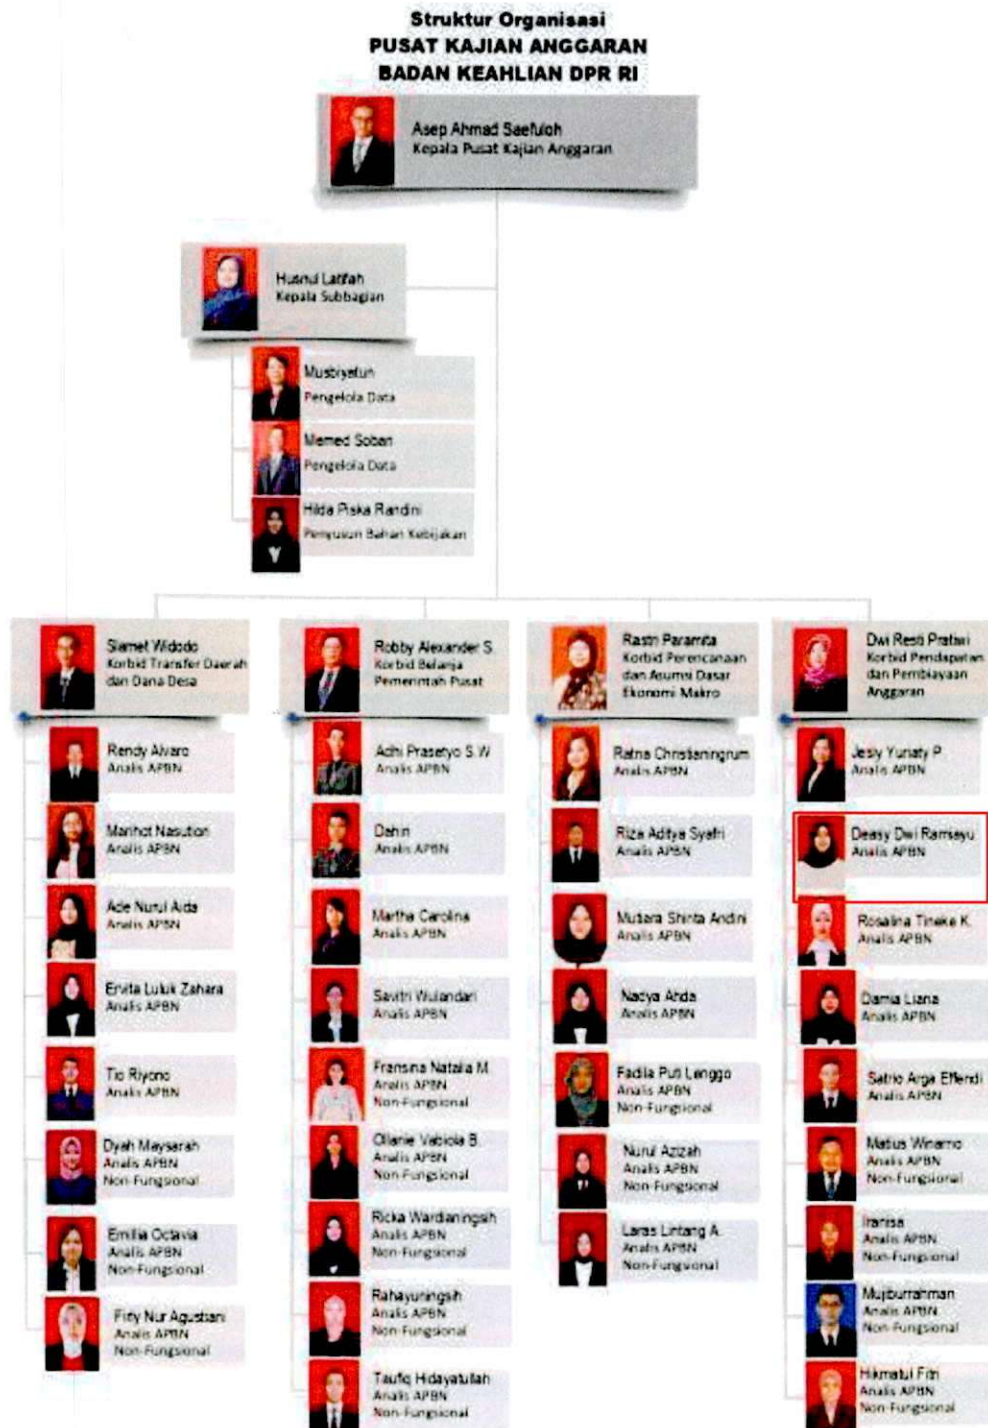 Struktur Organisasi
PUSAT KAJIAN ANGGARAN
BADAN KEAHLIAN DPR RI
Asep Ahmad Saefuloh
Kepala Pusat Kajian Anggaran
Husnul Latifah
Kepala Subbagian
Musbiyatun
Pengelola Data
Memed Sobari
Pengelola Data
Hilda Piska Randini
Penyusun Bahan Kebijakan
Slamet Widodo
Korbid Transfer Daerah
dan Dana Desa
Rendy Alvaro
Analis APBN
Marihot Nasution
Analis APBN
Ade Nurul Aida
Analis APBN
Ervita Luluk Zahara
Analis APBN
Tio Riyono
Analis APBN
Dyah Maysarah
Analis APBN
Non-Fungsional
Emillia Octavia
Analis APBN
Non-Fungsional
Firly Nur Agustiani
Analis APBN
Non-Fungsional
Robby Alexander S.
Korbid Belanja
Pemerintah Pusat
Adhi Prasetyo S.W
Analis APBN
Dahiri
Analis APBN
Martha Carolina
Analis APBN
Savitri Wulandari
Analis APBN
Fransina Natalia M.
Analis APBN
Non-Fungsional
Ollanie Vabiola B.
Analis APBN
Non-Fungsional
Ricka Wardianingsih
Analis APBN
Non-Fungsional
Rahayuningsih
Analis APBN
Non-Fungsional
Taufiq Hidayatullah
Analis APBN
Non-Fungsional
Rastri Paramita
Korbid Perencanaan
dan Asumsi Dasar
Ekonomi Makro
Ratna Christianingrum
Analis APBN
Riza Aditya Syafri
Analis APBN
Mutiara Shinta Andini
Analis APBN
Nadya Ahda
Analis APBN
Fadila Puti Lenggo
Analis APBN
Non-Fungsional
Nurul Azizah
Analis APBN
Non-Fungsional
Laras Lintang A.
Analis APBN
Non-Fungsional
Dwi Resti Pratiwi
Korbid Pendapatan
dan Pembiayaan
Anggaran
Jesly Yuriaty P.
Analis APBN
Deasy Dwi Ramiayu
Analis APBN
Rosalina Tineke K.
Analis APBN
Damia Liana
Analis APBN
Satrio Arga Effendi
Analis APBN
Matius Winarno
Analis APBN
Non-Fungsional
Iranisa
Analis APBN
Non-Fungsional
Mujiburrahman
Analis APBN
Non-Fungsional
Hikmatul Fitri
Analis APBN
Non-Fungsional